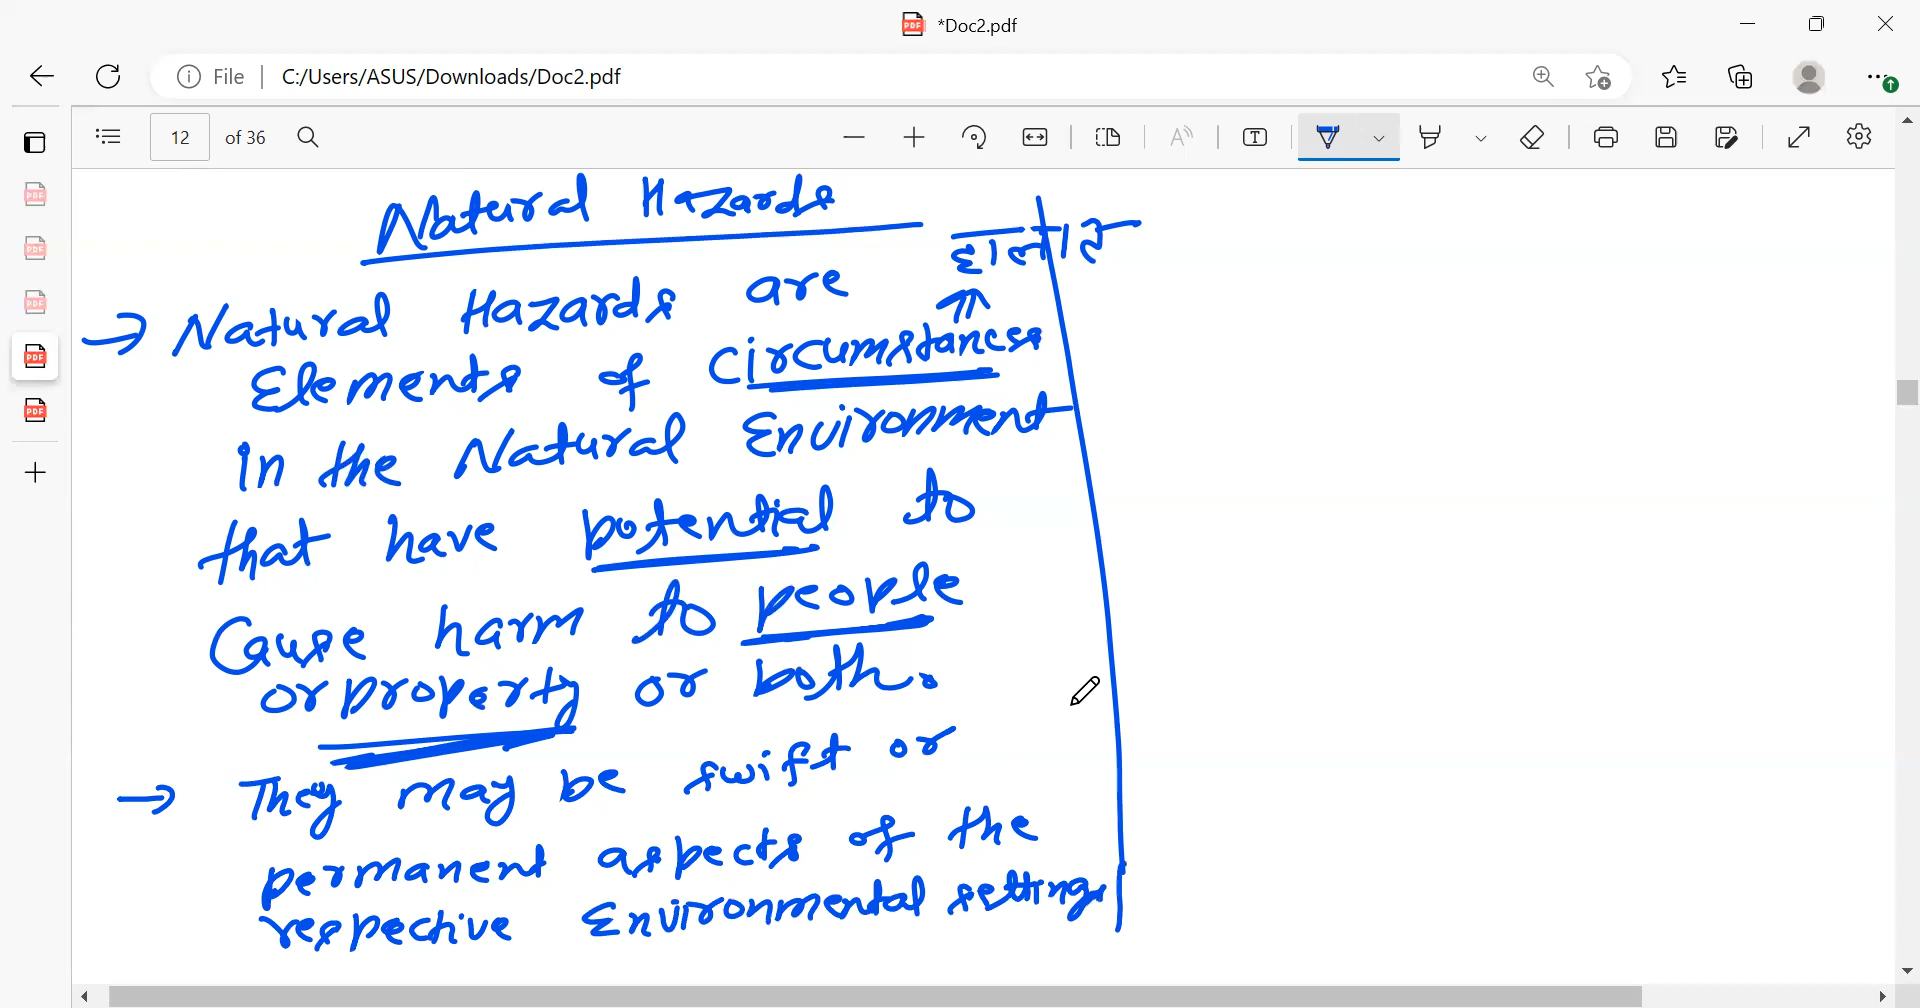 *Doc2.pdf
File
C:/Users/ASUS/Downloads/Doc2.pdf
12 of 36
Natural Hazards
हालात
→ Natural Hazards are
Elements of circumstances
in the Natural Environment
that have potential to
Cause harm to people
or property or both.
→ They may be swift or
permanent aspects of the
respective Environmental settings